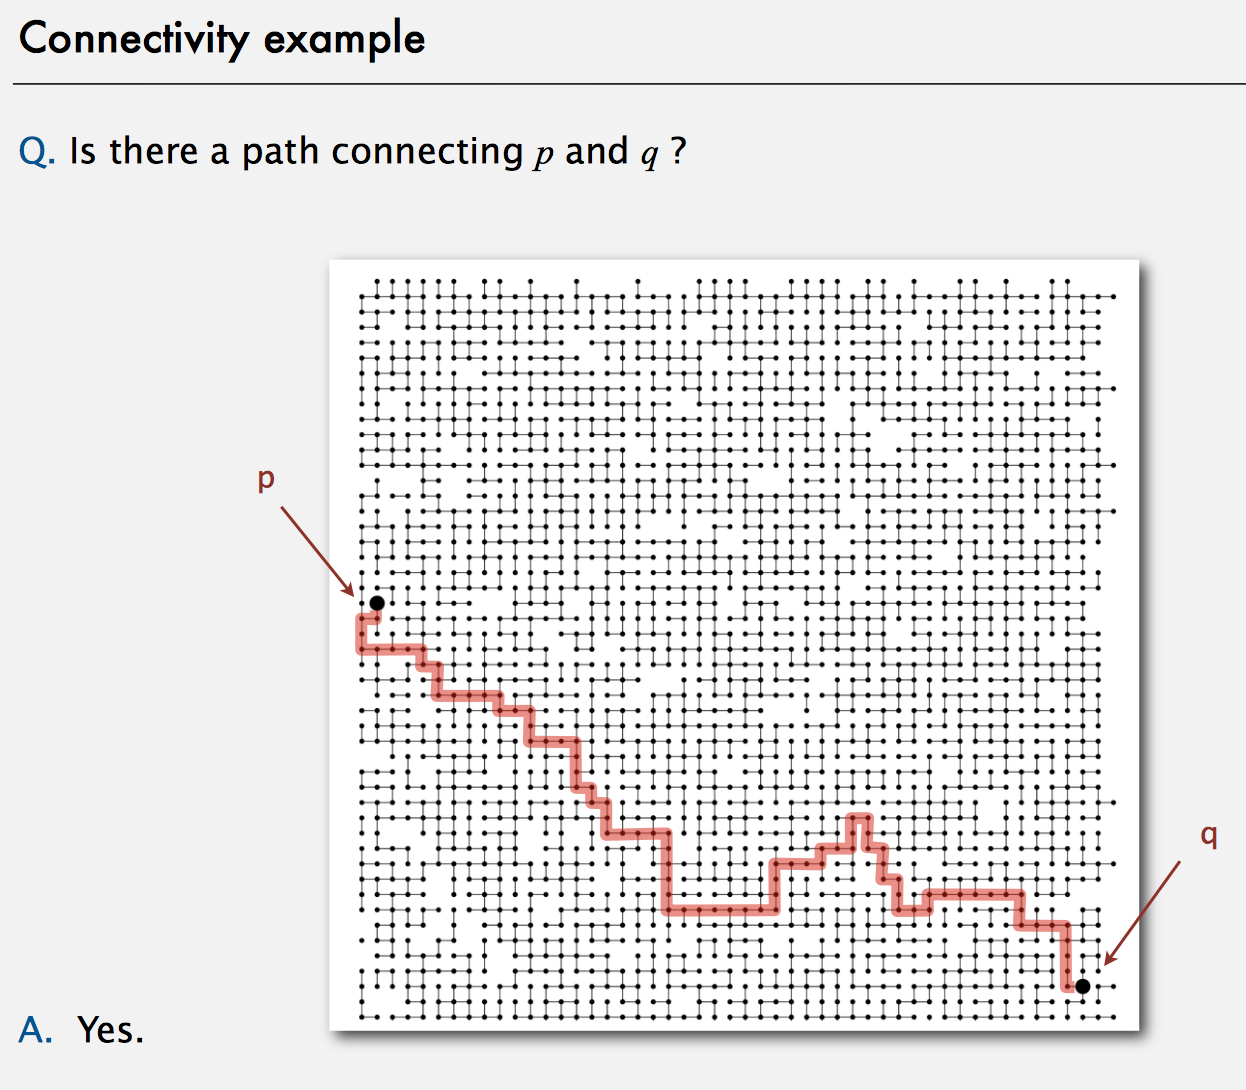 Connectivity example
Q. Is there a path connecting p and q ?
p
q
A. Yes.